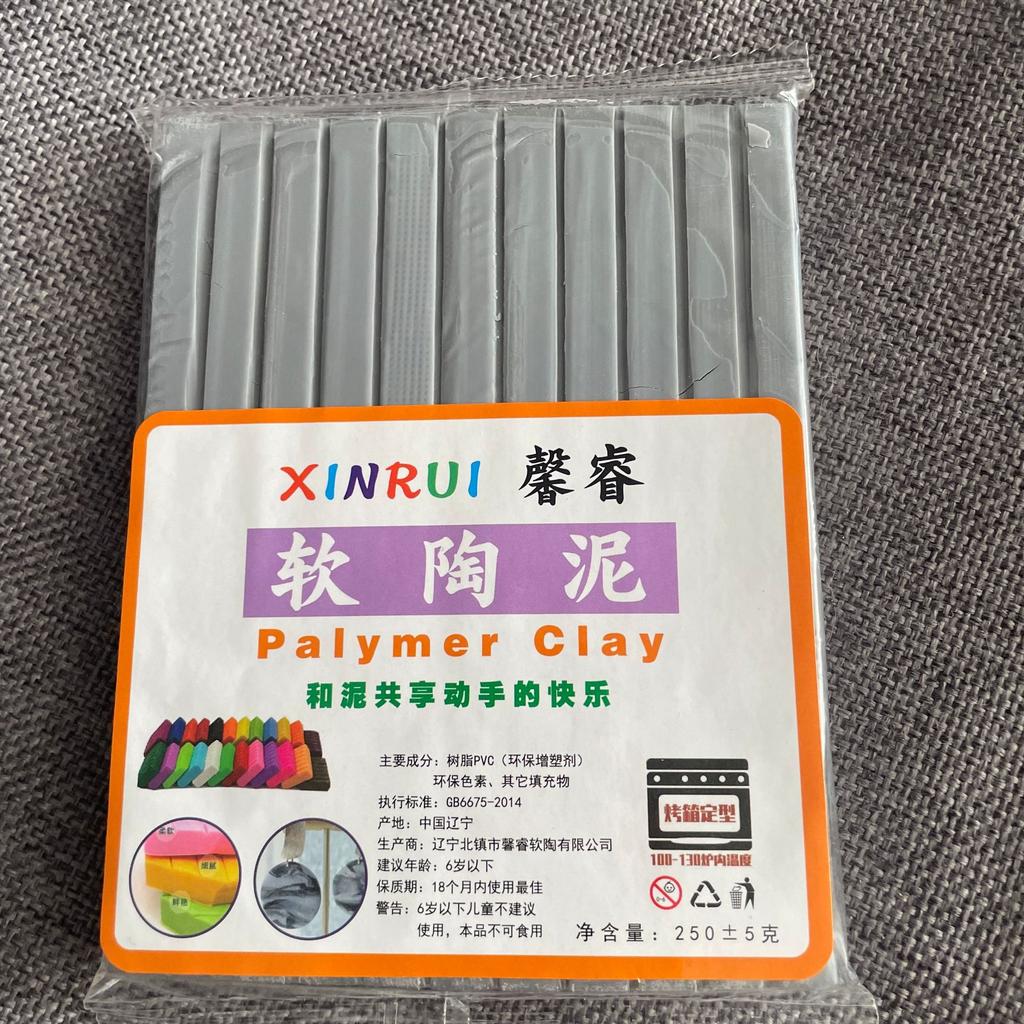 XINRUI 馨睿
软陶泥
Palymer Clay
和泥共享动手的快乐
主要成分：树脂PVC（环保增塑剂）
环保色素、其它填充物
执行标准：GB6675-2014
产地：中国辽宁
生产商：辽宁北镇市馨睿软陶有限公司
建议年龄：6岁以下
保质期：18个月内使用最佳
警告：6岁以下儿童不建议
使用，本品不可食用
柔软
细腻
鲜艳
烤箱定型
100-130炉内温度
净含量：250±5克